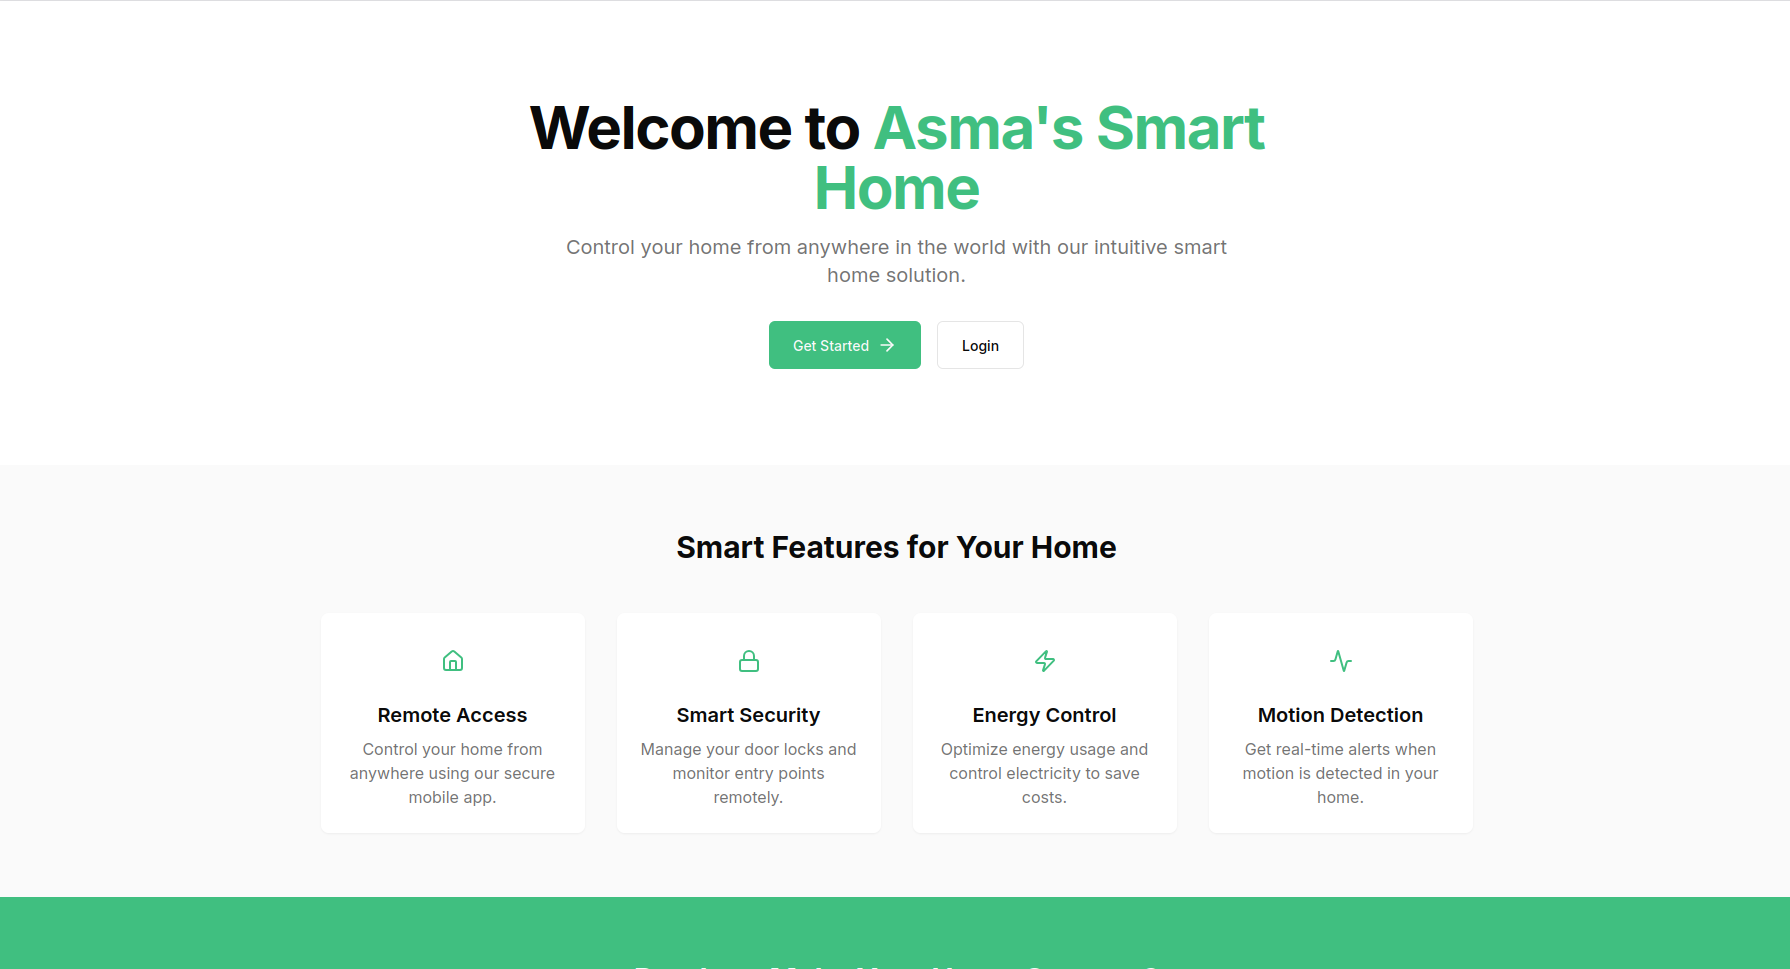 Welcome to Asma's Smart
Home
Control your home from anywhere in the world with our intuitive smart
home solution.
Get Started
Login
Smart Features for Your Home
Remote Access
Control your home from
anywhere using our secure
mobile app.
Smart Security
Manage your door locks and
monitor entry points
remotely.
Energy Control
Optimize energy usage and
control electricity to save
costs.
Motion Detection
Get real-time alerts when
motion is detected in your
home.